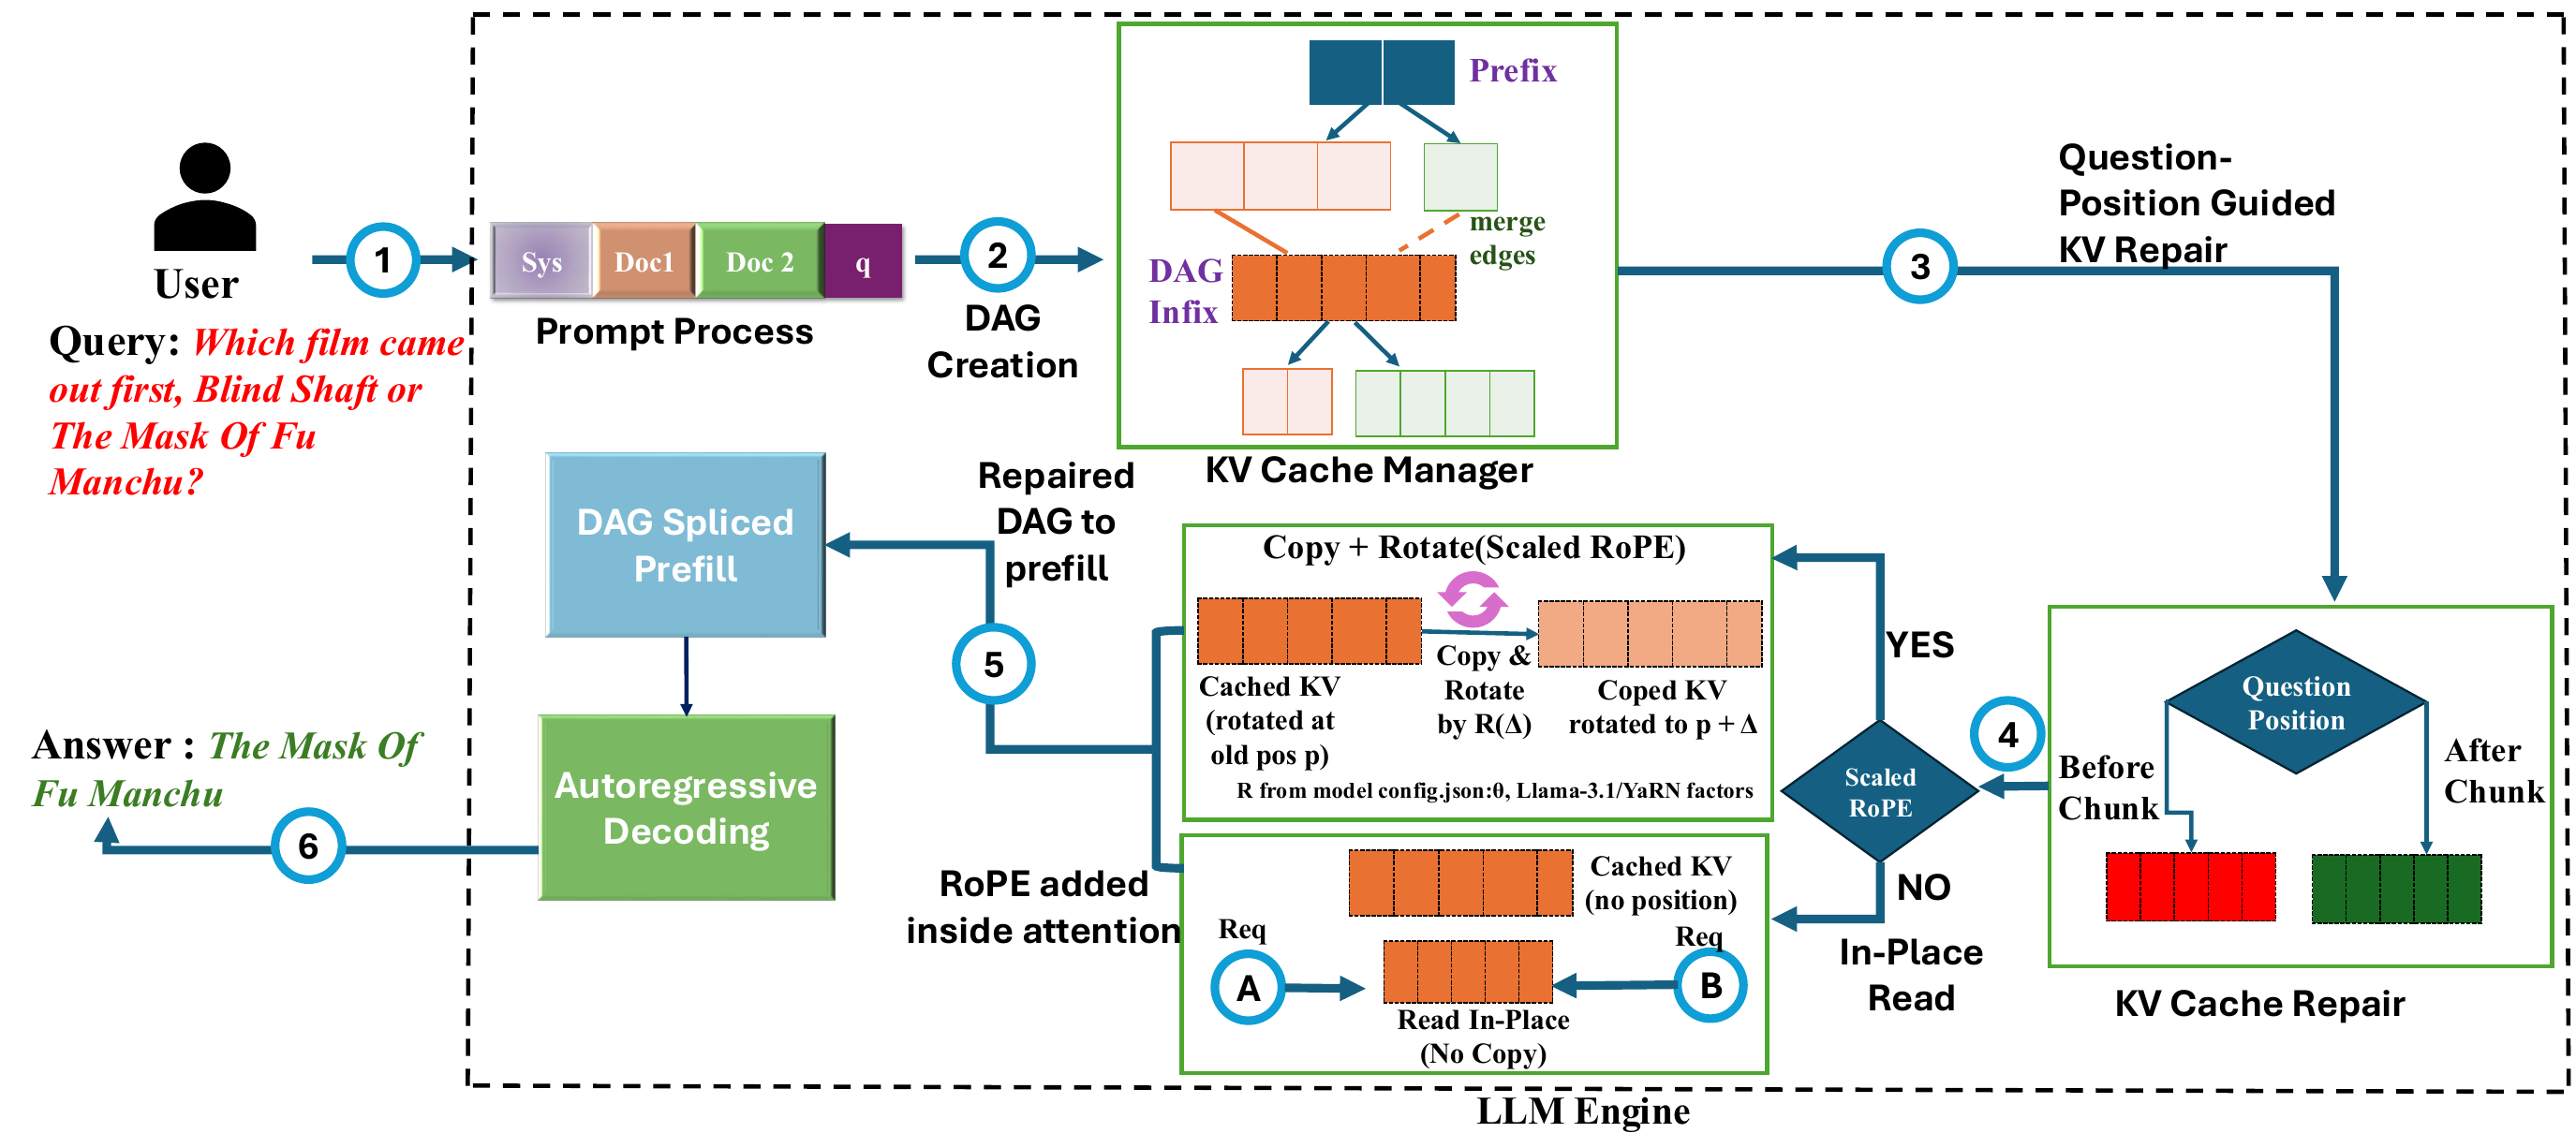 User
Query: Which film came
out first, Blind Shaft or
The Mask Of Fu
Manchu?
1
Sys
Doc1
Doc 2
q
Prompt Process
2
DAG
Creation
Prefix
merge
edges
DAG
Infix
KV Cache Manager
3
Question-
Position Guided
KV Repair
Question
Position
Before
Chunk
After
Chunk
KV Cache Repair
4
Scaled
RoPE
YES
NO
In-Place
Read
Copy + Rotate(Scaled RoPE)
Cached KV
(rotated at
old pos p)
Copy &
Rotate
by R(Δ)
Coped KV
rotated to p + Δ
R from model config.json:θ, Llama-3.1/YaRN factors
Cached KV
(no position)
Req
A
Req
B
Read In-Place
(No Copy)
RoPE added
inside attention
5
Repaired
DAG to
prefill
DAG Spliced
Prefill
Autoregressive
Decoding
6
Answer : The Mask Of
Fu Manchu
LLM Engine